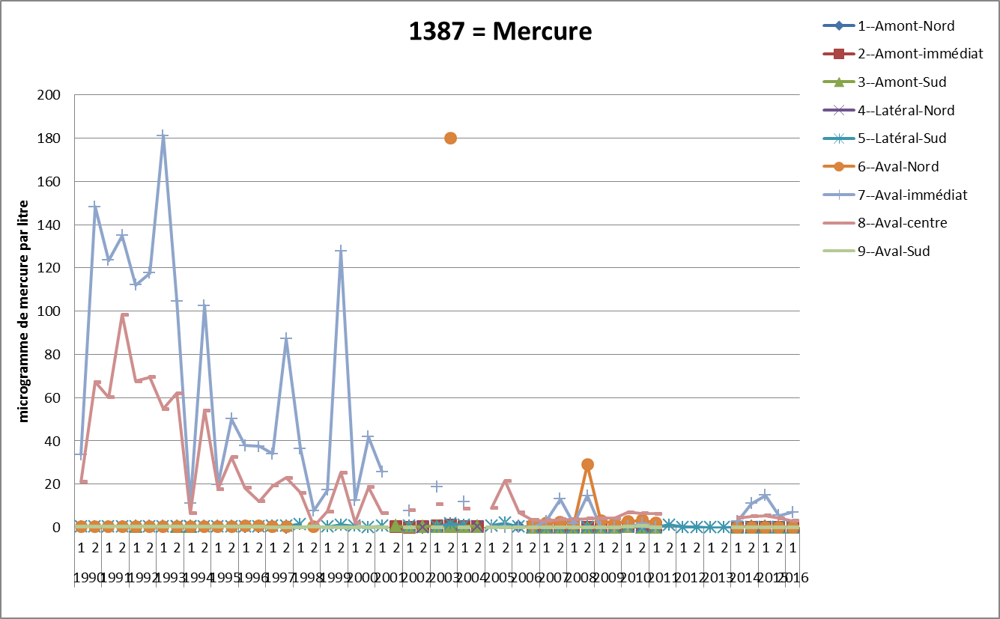 1387 = Mercure
1--Amont-Nord
2--Amont-immédiat
3--Amont-Sud
4--Latéral-Nord
5--Latéral-Sud
6--Aval-Nord
7--Aval-immédiat
8--Aval-centre
9--Aval-Sud
microgramme de mercure par litre
200
180
160
140
120
100
80
60
40
20
0
1 2 1 2 1 2 1 2 1 2 1 2 1 2 1 2 1 2 1 2 1 2 1 2 1 2 1 2 1 2 1 2 1 2 1 2 1 2 1 2 1 2 1 2 1 2 1 2 1 2 1 2 1
1990 1991 1992 1993 1994 1995 1996 1997 1998 1999 2000 2001 2002 2003 2004 2005 2006 2007 2008 2009 2010 2011 2012 2013 2014 2015 2016